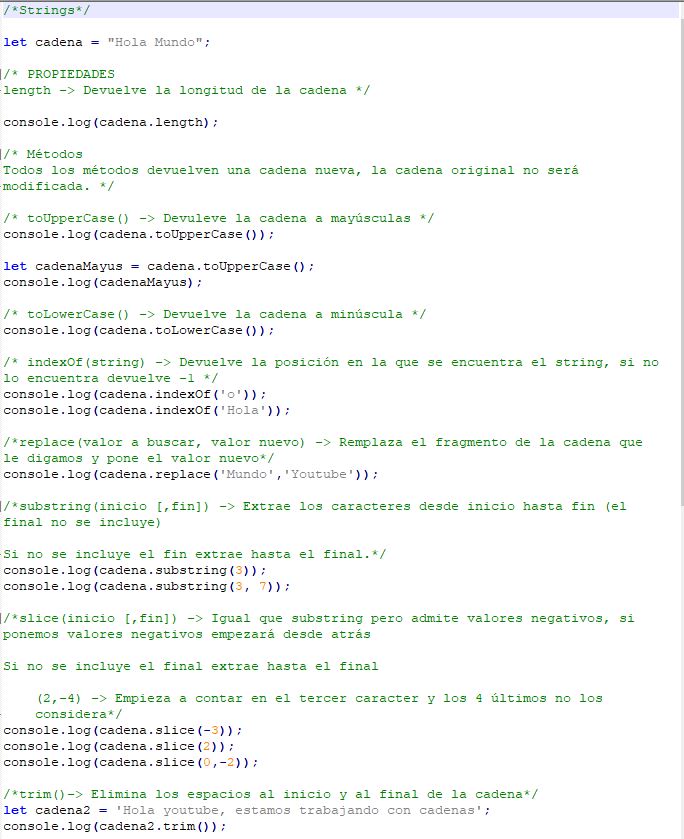 /*Strings*/
let cadena = "Hola Mundo";
/* PROPIEDADES
length -> Devuelve la longitud de la cadena */
console.log(cadena.length);
/* Métodos
Todos los métodos devuelven una cadena nueva, la cadena original no será
modificada. */
/* toUpperCase() -> Devuleve la cadena a mayúsculas */
console.log(cadena.toUpperCase());
let cadenaMayus = cadena.toUpperCase();
console.log(cadenaMayus);
/* toLowerCase() -> Devuelve la cadena a minúscula */
console.log(cadena.toLowerCase());
/* indexOf(string) -> Devuelve la posición en la que se encuentra el string, si no
lo encuentra devuelve -1 */
console.log(cadena.indexOf('o'));
console.log(cadena.indexOf('Hola'));
/*replace(valor a buscar, valor nuevo) -> Remplaza el fragmento de la cadena que
le digamos y pone el valor nuevo*/
console.log(cadena.replace('Mundo','Youtube'));
/*substring(inicio [,fin]) -> Extrae los caracteres desde inicio hasta fin (el
final no se incluye)
Si no se incluye el fin extrae hasta el final.*/
console.log(cadena.substring(3));
console.log(cadena.substring(3, 7));
/*slice(inicio [,fin]) -> Igual que substring pero admite valores negativos, si
ponemos valores negativos empezará desde atrás
Si no se incluye el final extrae hasta el final
(2,-4) -> Empieza a contar en el tercer caracter y los 4 últimos no los
considera*/
console.log(cadena.slice(-3));
console.log(cadena.slice(2));
console.log(cadena.slice(0,-2));
/*trim()-> Elimina los espacios al inicio y al final de la cadena*/
let cadena2 = 'Hola youtube, estamos trabajando con cadenas';
console.log(cadena2.trim());